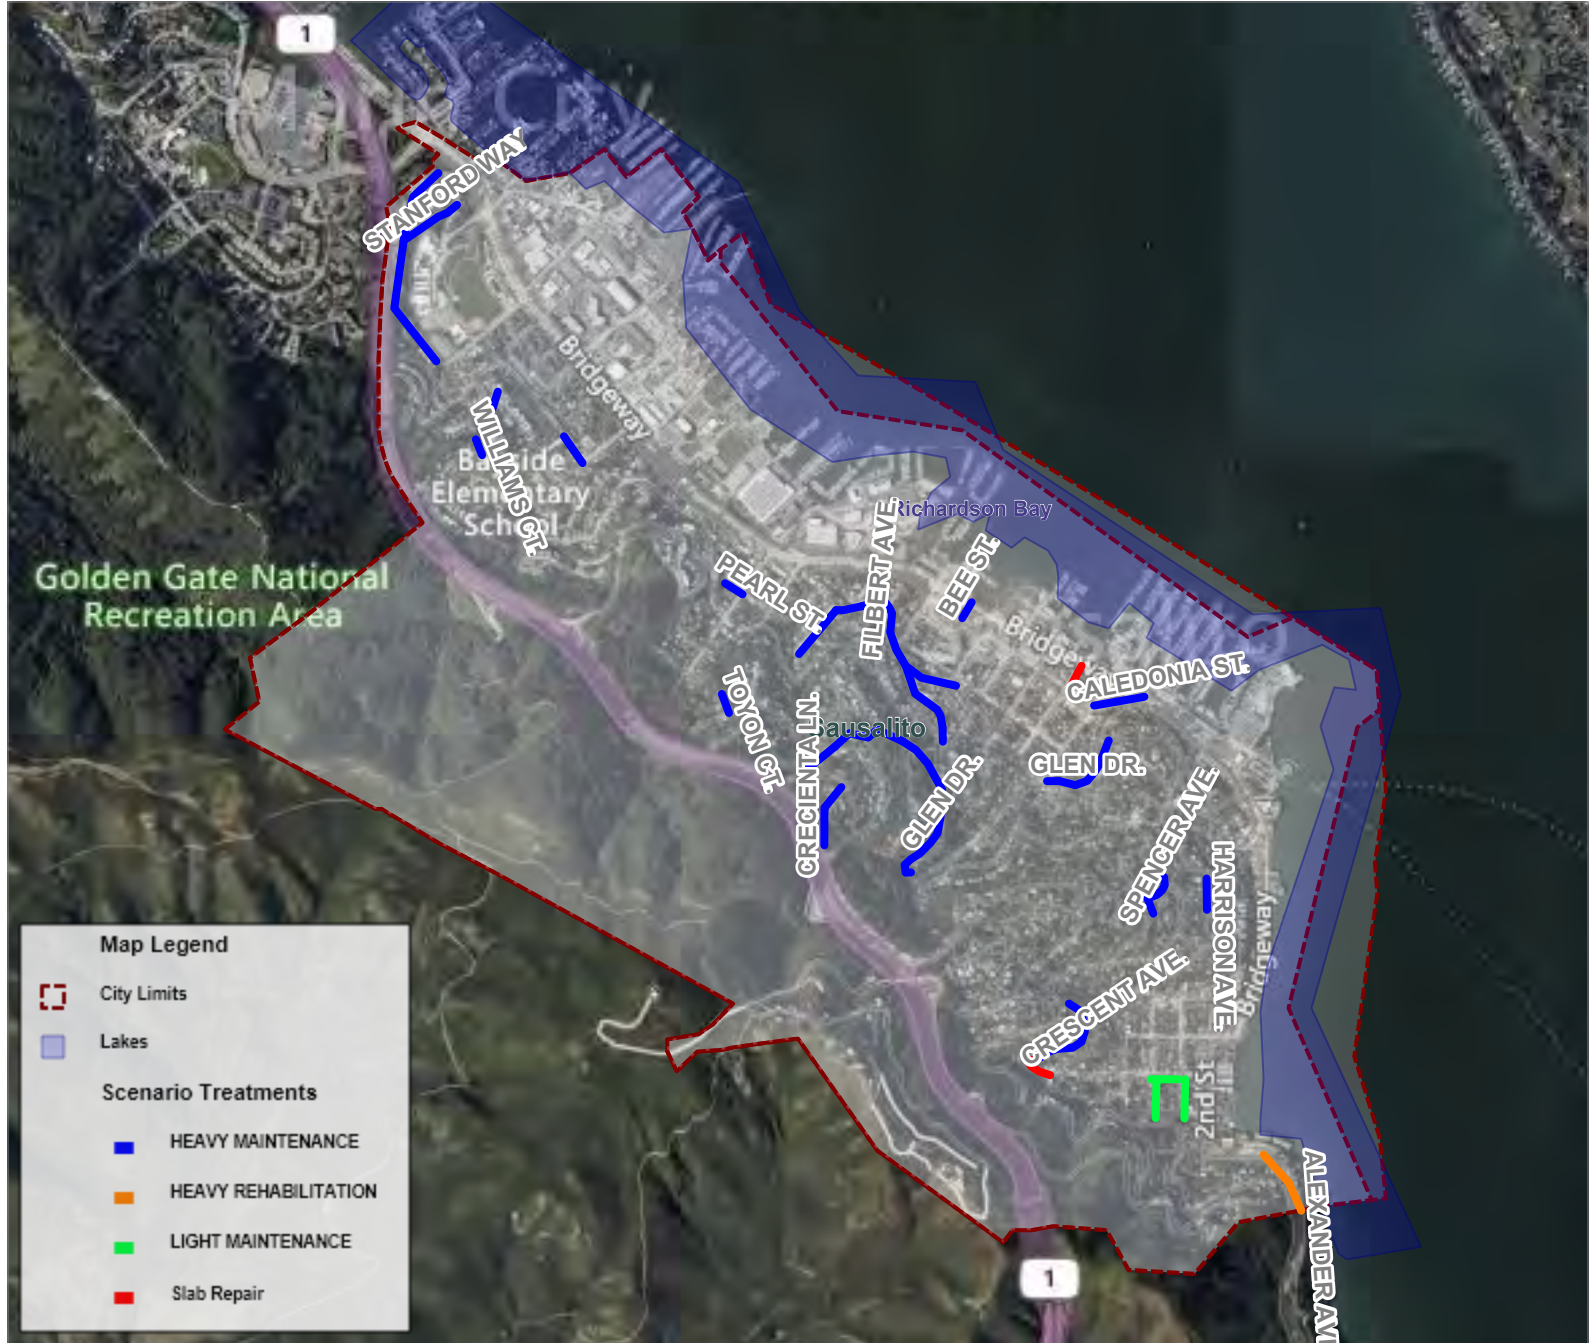 1
STANFORD WAY
Bridgeway
WILLIAMS CT.
Bayside
Elementary
School
Richardson Bay
FILBERT AVE.
BEE ST.
PEARL ST.
Golden Gate National
Recreation Area
Bridgeway
CALEDONIA ST.
TOYON CT.
CRECIENTA LN.
Sausalito
GLEN DR.
GLEN DR.
SPENCER AVE.
HARRISON AVE.
Bridgeway
CRESCENT AVE.
2nd St
ALEXANDER AVE
1
Map Legend
City Limits
Lakes
Scenario Treatments
HEAVY MAINTENANCE
HEAVY REHABILITATION
LIGHT MAINTENANCE
Slab Repair